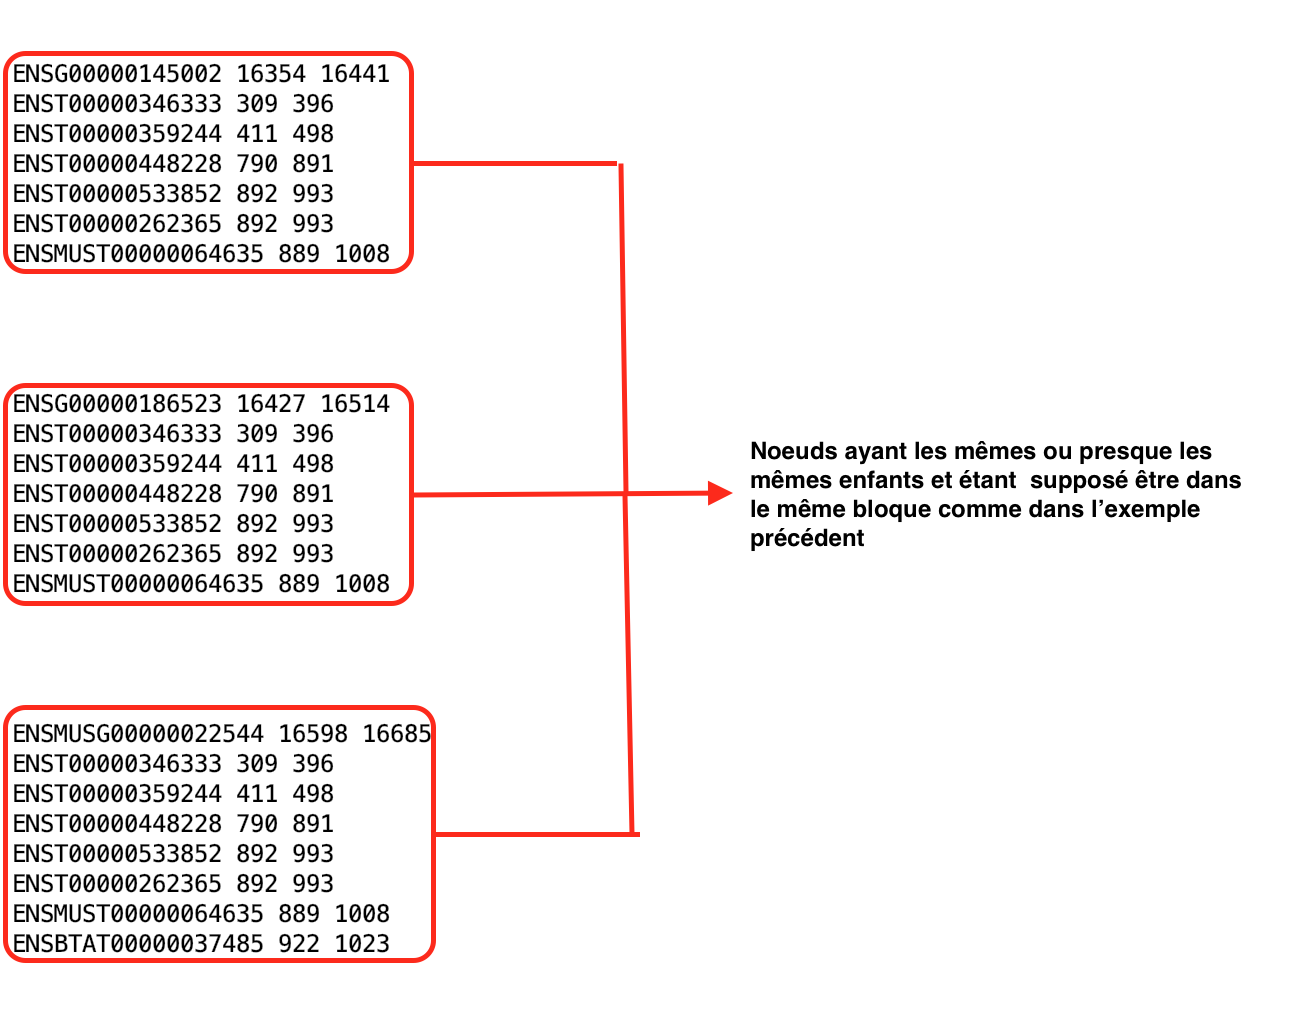 ENSG00000145002 16354 16441
ENST00000346333 309 396
ENST00000359244 411 498
ENST00000448228 790 891
ENST00000533852 892 993
ENST00000262365 892 993
ENSMUST00000064635 889 1008
ENSG00000186523 16427 16514
ENST00000346333 309 396
ENST00000359244 411 498
ENST00000448228 790 891
ENST00000533852 892 993
ENST00000262365 892 993
ENSMUST00000064635 889 1008
Noeuds ayant les mêmes ou presque les
mêmes enfants et étant  supposé être dans
le même bloque comme dans l’exemple
précédent
ENSMUSG00000022544 16598 16685
ENST00000346333 309 396
ENST00000359244 411 498
ENST00000448228 790 891
ENST00000533852 892 993
ENST00000262365 892 993
ENSMUST00000064635 889 1008
ENSBTAT00000037485 922 1023